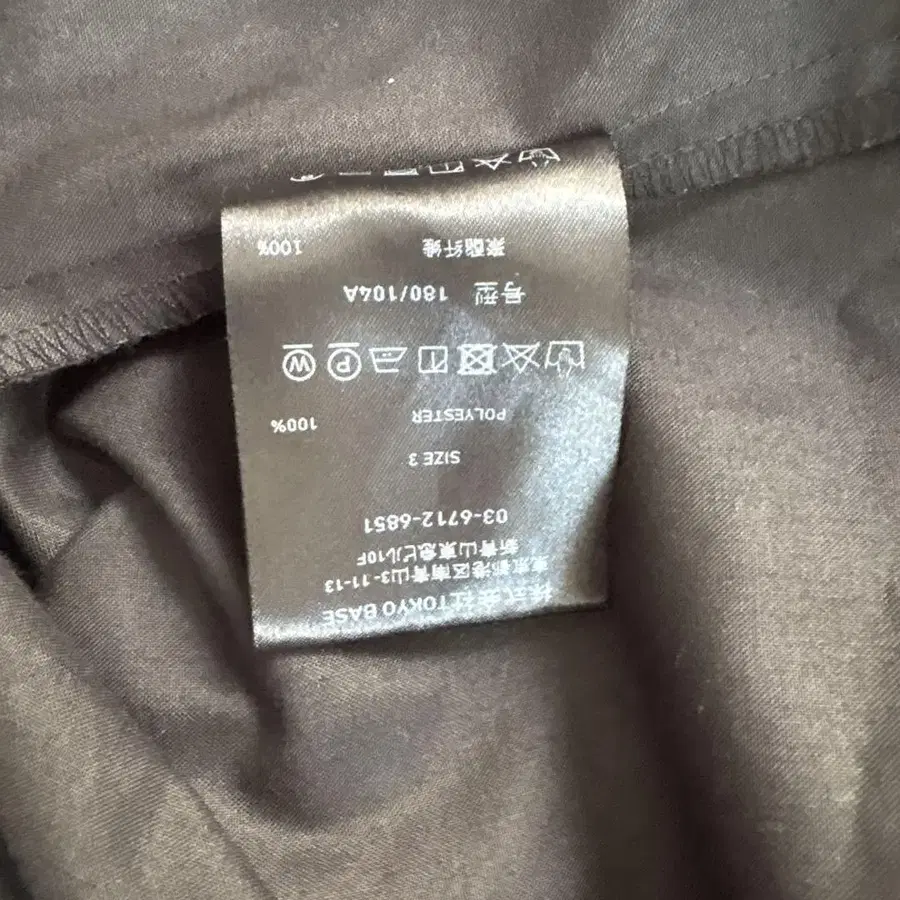 株式会社TOKYO BASE
東京都港区南青山3-11-13
新青山東急ビル10F
03-6712-6851
SIZE 3
POLYESTER 100%
P W
号型 180/104A
聚酯纤维 100%